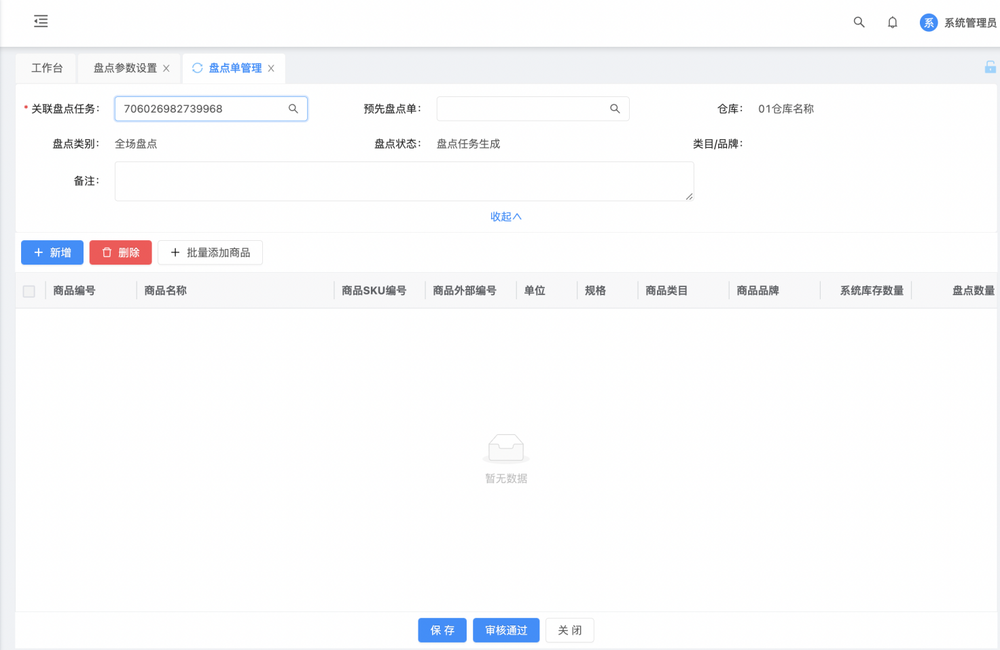 系 系统管理员
工作台 盘点参数设置 盘点单管理
* 关联盘点任务: 706026982739968 预先盘点单: 仓库: 01仓库名称
盘点类别: 全场盘点 盘点状态: 盘点任务生成 类目/品牌:
备注:
收起
新增 删除 批量添加商品
商品编号 商品名称 商品SKU编号 商品外部编号 单位 规格 商品类目 商品品牌 系统库存数量 盘点数量
暂无数据
保存 审核通过 关闭